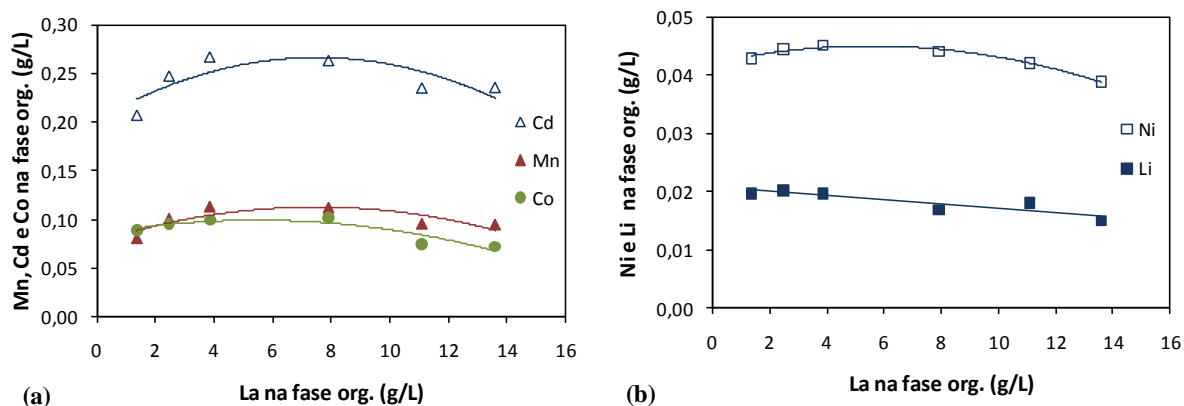 Mn, Cd e Co na fase org. (g/L)
0,30
0,25
0,20
0,15
0,10
0,05
0,00
0 2 4 6 8 10 12 14 16
La na fase org. (g/L)
Cd
Mn
Co
(a)
Ni e Li na fase org. (g/L)
0,05
0,04
0,03
0,02
0,01
0,00
0 2 4 6 8 10 12 14 16
La na fase org. (g/L)
Ni
Li
(b)